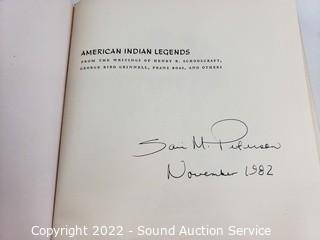 AMERICAN INDIAN LEGENDS
FROM THE WRITINGS OF HENRY R. SCHOOLCRAFT,
GEORGE BIRD GRINNELL, FRANZ BOAS, AND OTHERS
M. Peterson
November 1982
Copyright 2022 - Sound Auction Service